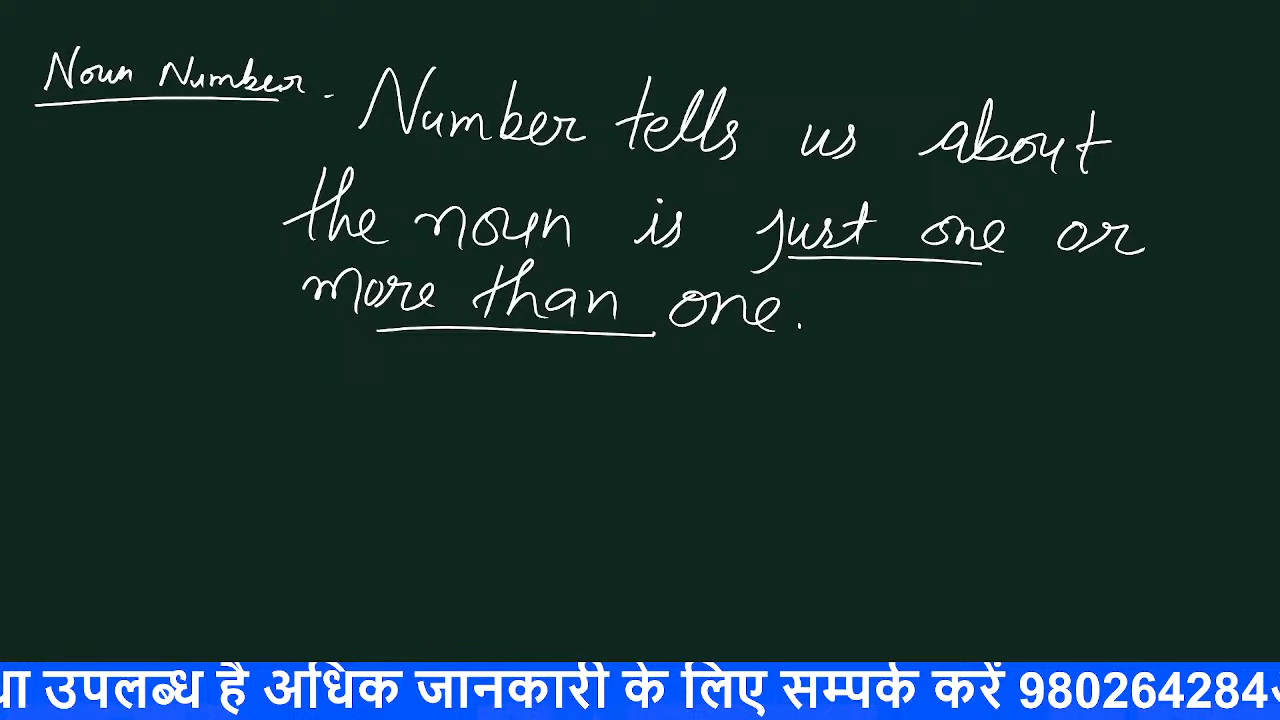 Noun Number - Number tells us about
the noun is just one or
more than one.
उपलब्ध है अधिक जानकारी के लिए सम्पर्क करें 980264284